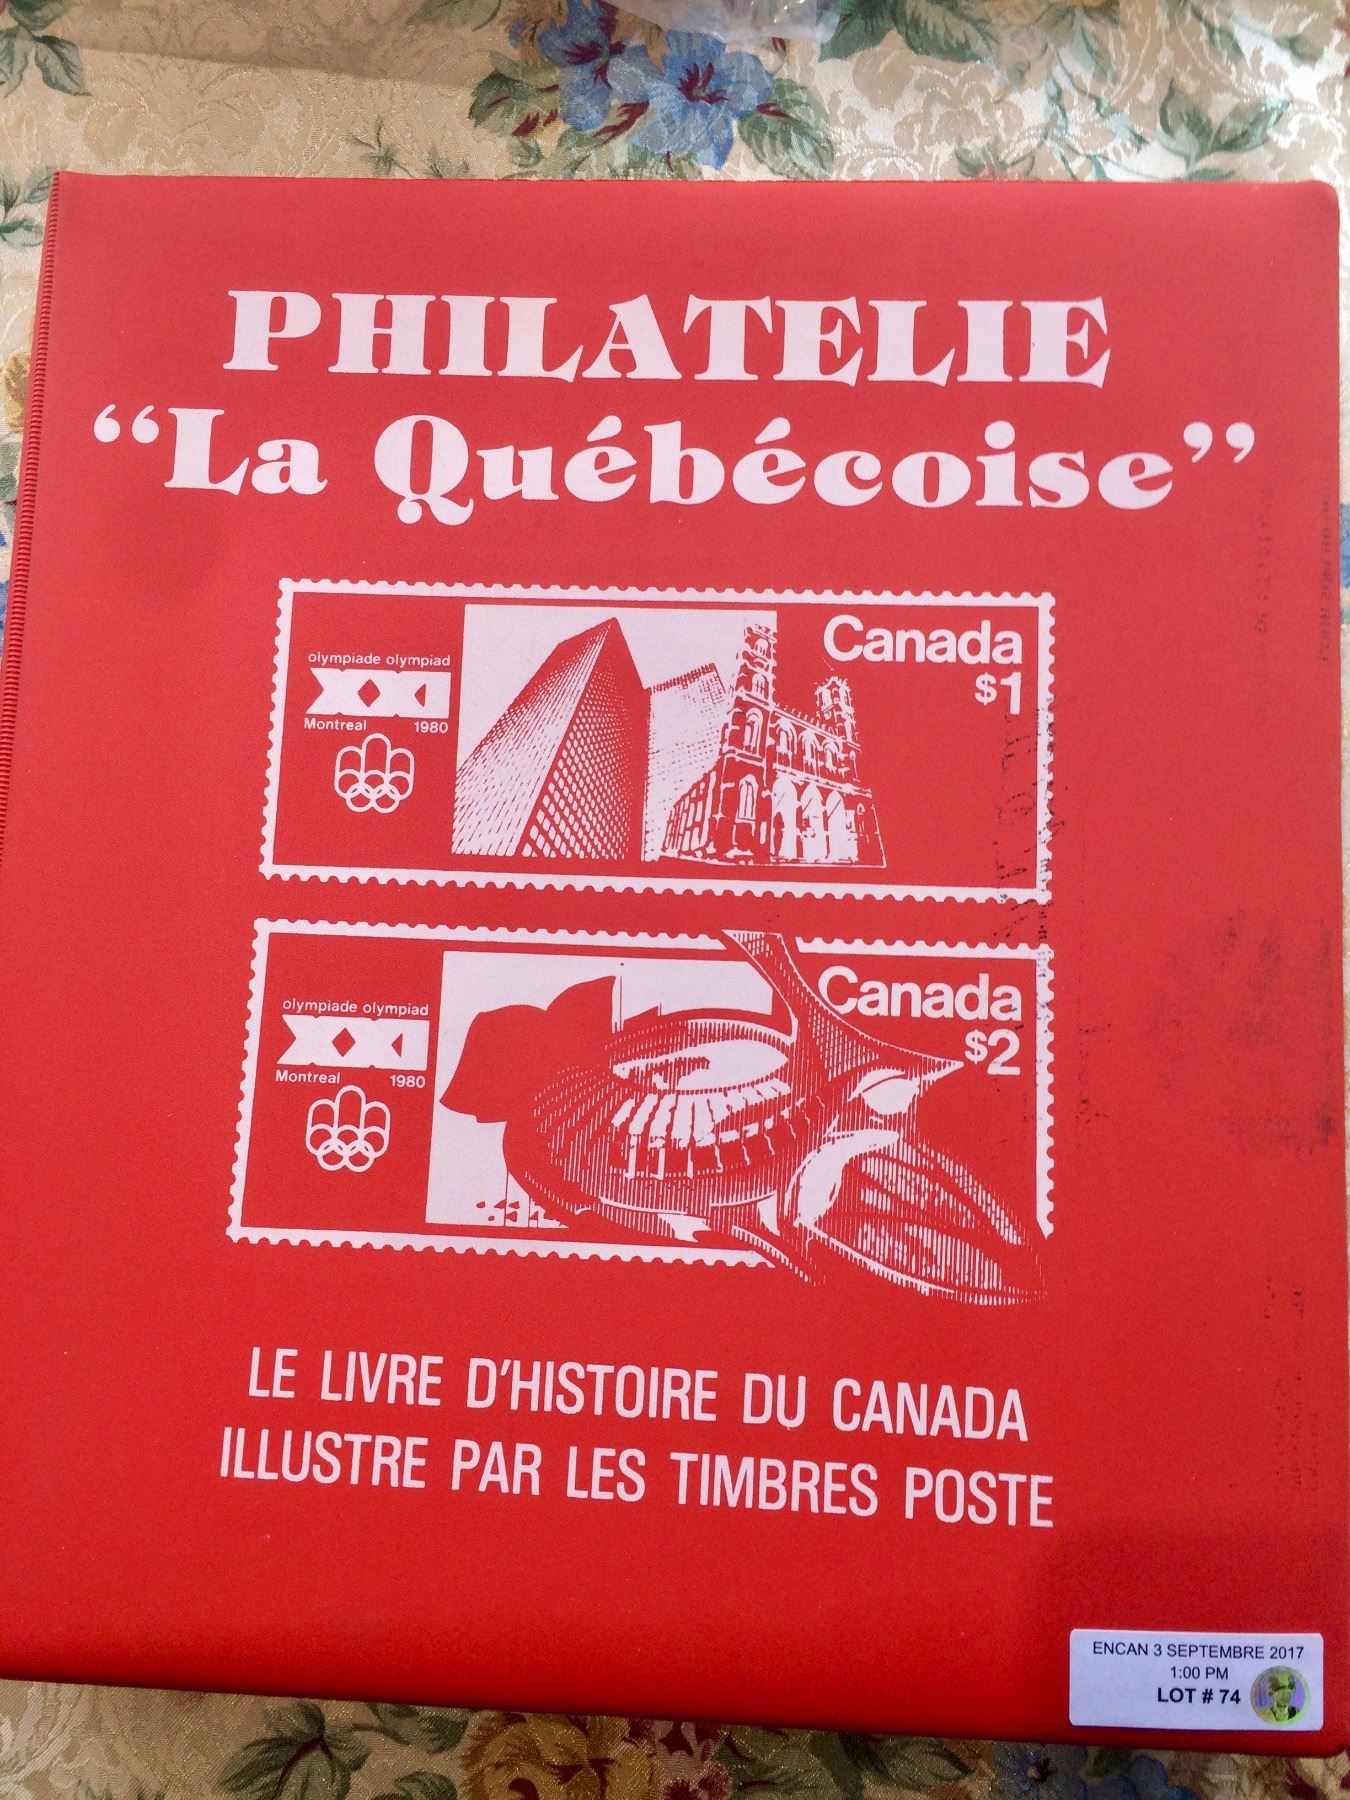 PHILATELIE
“La Québécoise”
olympiade olympiad
XXI
Montreal 1980
Canada
$1
olympiade olympiad
XXI
Montreal 1980
Canada
$2
LE LIVRE D'HISTOIRE DU CANADA
ILLUSTRE PAR LES TIMBRES POSTE
ENCAN 3 SEPTEMBRE 2017
1:00 PM
LOT # 74